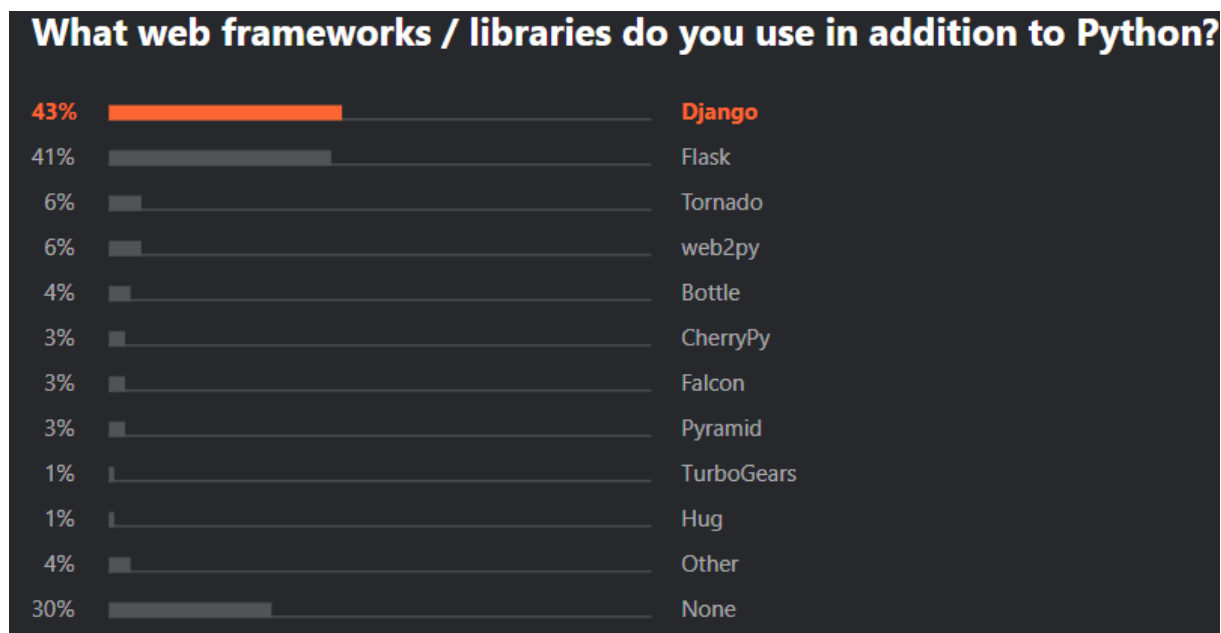 What web frameworks / libraries do you use in addition to Python?
43% Django
41% Flask
6% Tornado
6% web2py
4% Bottle
3% CherryPy
3% Falcon
3% Pyramid
1% TurboGears
1% Hug
4% Other
30% None